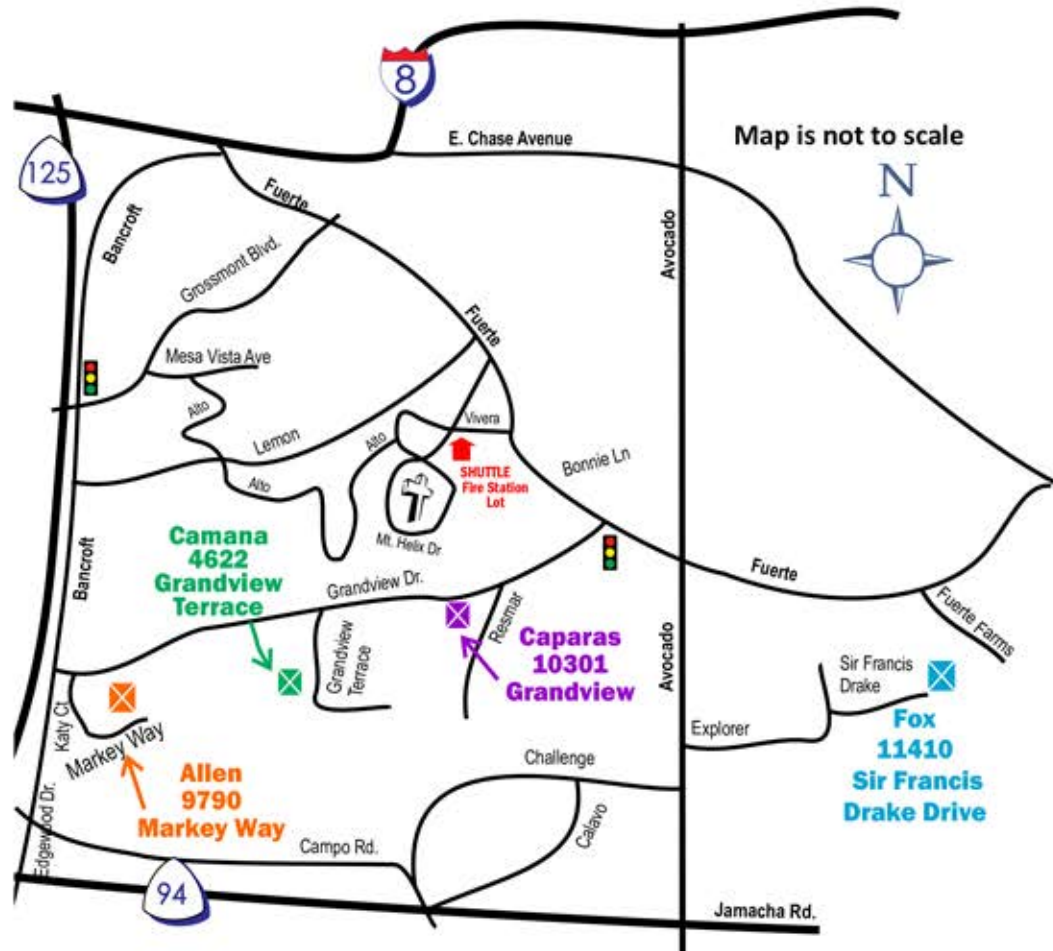 8
E. Chase Avenue
Map is not to scale
N
125
Bancroft
Fuerte
Grossmont Blvd.
Avocado
Fuerte
Mesa Vista Ave
Alto
Lemon
Alto
Vivera
Alto
SHUTTLE
Fire Station
Lot
Bonnie Ln
Mt. Helix Dr
Camana
4622
Grandview
Terrace
Bancroft
Grandview Dr.
Fuerte
Fuerte Farms
Resmar
Caparas
10301
Grandview
Grandview
Terrace
Avocado
Sir Francis
Drake
Explorer
Fox
11410
Sir Francis
Drake Drive
Katy Ct.
Markey Way
Allen
9790
Markey Way
Challenge
Calavo
Edgewood Dr.
Campo Rd.
94
Jamacha Rd.